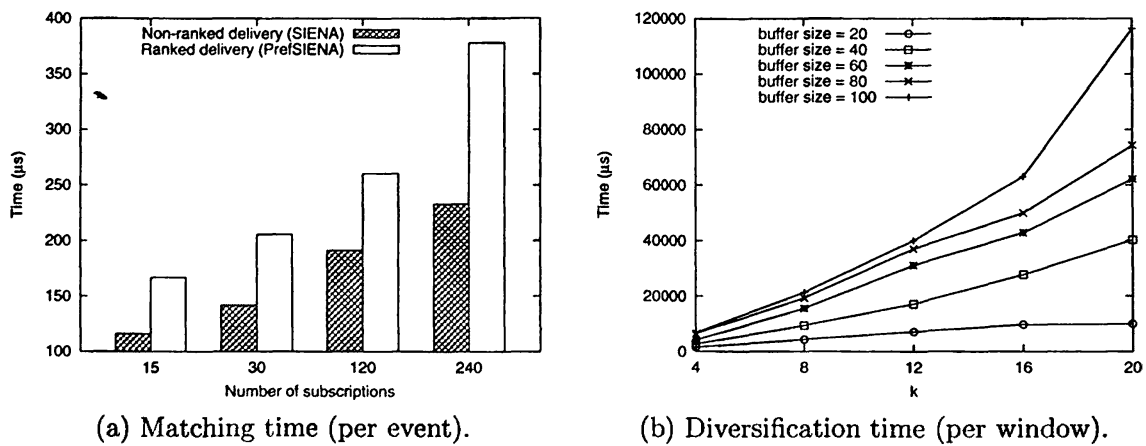 400
350
300
250
200
150
100
Time (µs)
Non-ranked delivery (SIENA)
Ranked delivery (PrefSIENA)
15 30 120 240
Number of subscriptions
(a) Matching time (per event).
120000
100000
80000
60000
40000
20000
0
Time (µs)
buffer size = 20
buffer size = 40
buffer size = 60
buffer size = 80
buffer size = 100
4 8 12 16 20
k
(b) Diversification time (per window).